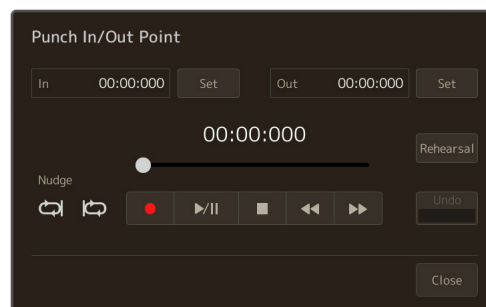 Punch In/Out Point
In 00:00:000 Set Out 00:00:000 Set
00:00:000
Rehearsal
Nudge
Undo
Close